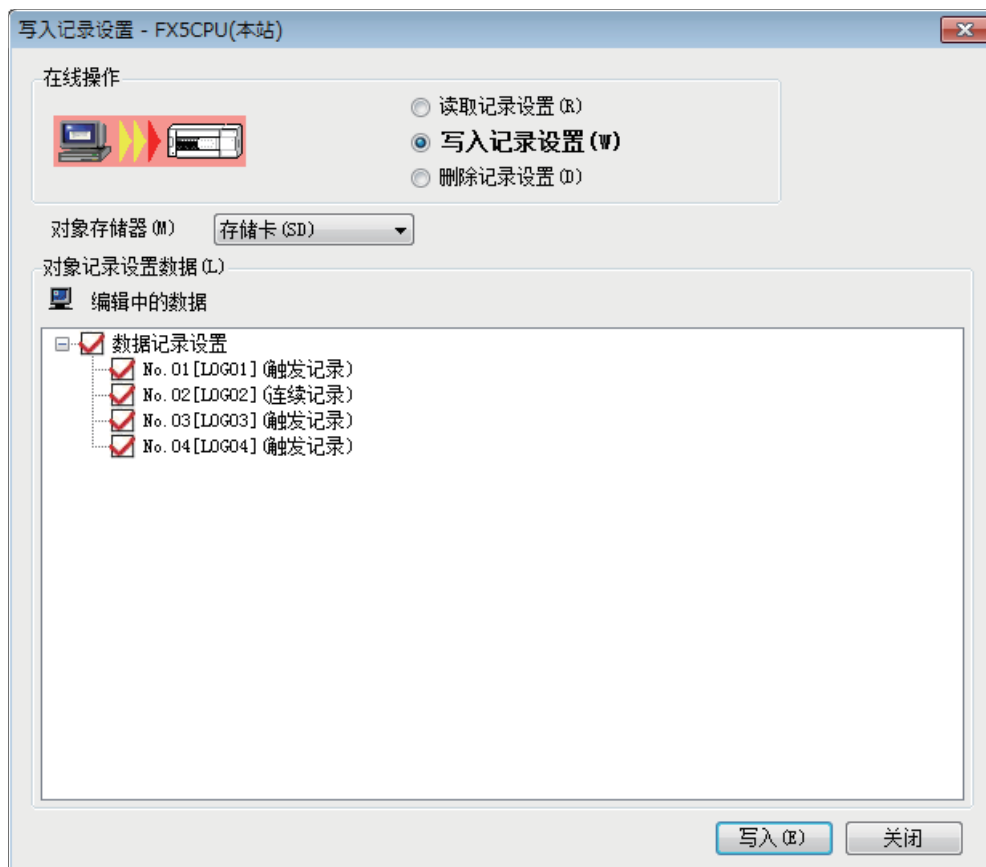 写入记录设置 - FX5CPU(本站)
在线操作
读取记录设置(R)
写入记录设置(W)
删除记录设置(D)
对象存储器(M) 存储卡(SD)
对象记录设置数据(L)
编辑中的数据
数据记录设置
No.01[LOG01](触发记录)
No.02[LOG02](连续记录)
No.03[LOG03](触发记录)
No.04[LOG04](触发记录)
写入(E) 关闭